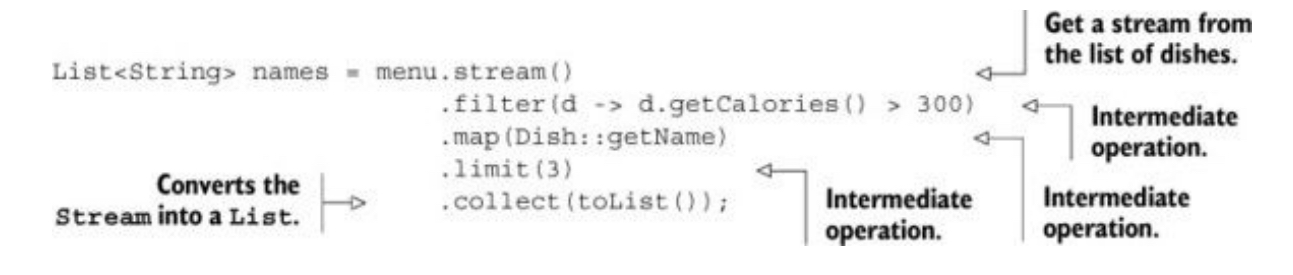 Get a stream from
the list of dishes.
List<String> names = menu.stream()
.filter(d -> d.getCalories() > 300)
Intermediate
operation.
.map(Dish::getName)
.limit(3)
Converts the
Stream into a List.
.collect(toList());
Intermediate
operation.
Intermediate
operation.